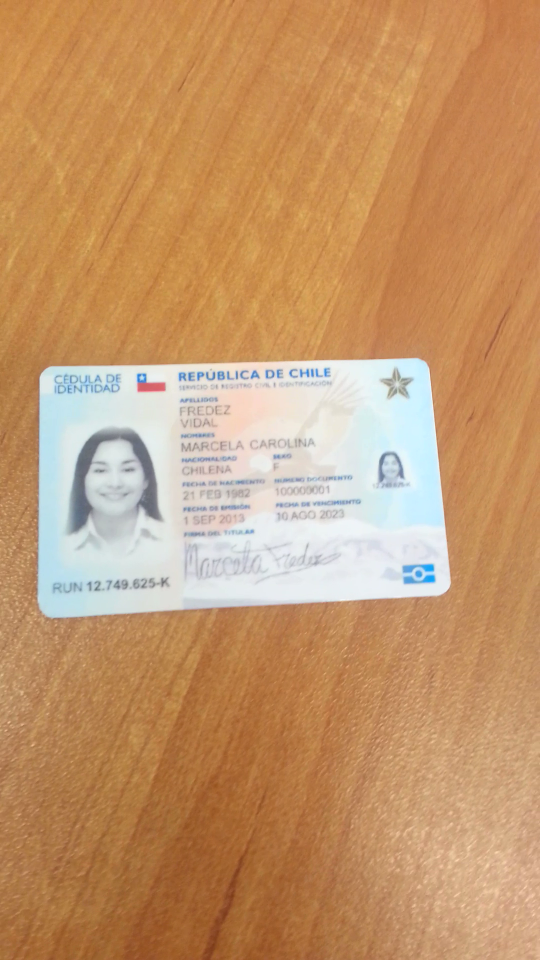 CÉDULA DE
IDENTIDAD
REPÚBLICA DE CHILE
SERVICIO DE REGISTRO CIVIL E IDENTIFICACIÓN
APELLIDOS
FREDEZ
VIDAL
NOMBRES
MARCELA CAROLINA
NACIONALIDAD SEXO
CHILENA F
FECHA DE NACIMIENTO NÚMERO DOCUMENTO
21 FEB 1982 100009001
FECHA DE EMISIÓN FECHA DE VENCIMIENTO
1 SEP 2013 30 AGO 2023
FIRMA DEL TITULAR
Marcela Fredez
RUN 12.749.625-K